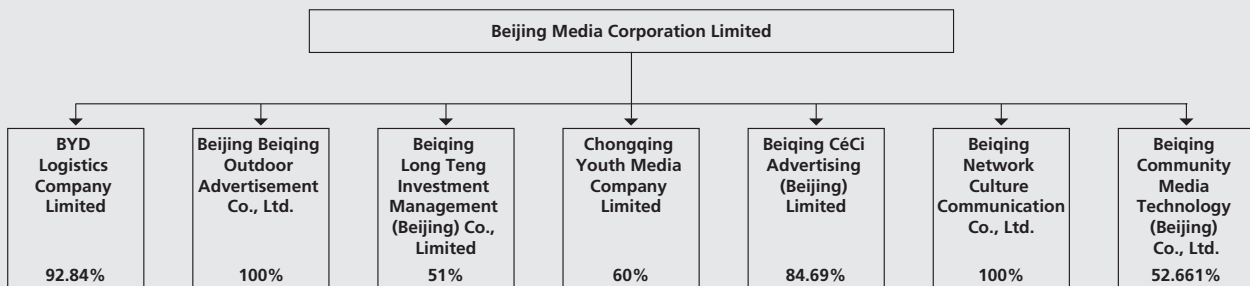 Beijing Media Corporation Limited
BYD
Logistics
Company
Limited
92.84%
Beijing Beiqing
Outdoor
Advertisement
Co., Ltd.
100%
Beiqing
Long Teng
Investment
Management
(Beijing) Co.,
Limited
51%
Chongqing
Youth Media
Company
Limited
60%
Beiqing CéCi
Advertising
(Beijing)
Limited
84.69%
Beiqing
Network
Culture
Communication
Co., Ltd.
100%
Beiqing
Community
Media
Technology
(Beijing)
Co., Ltd.
52.661%